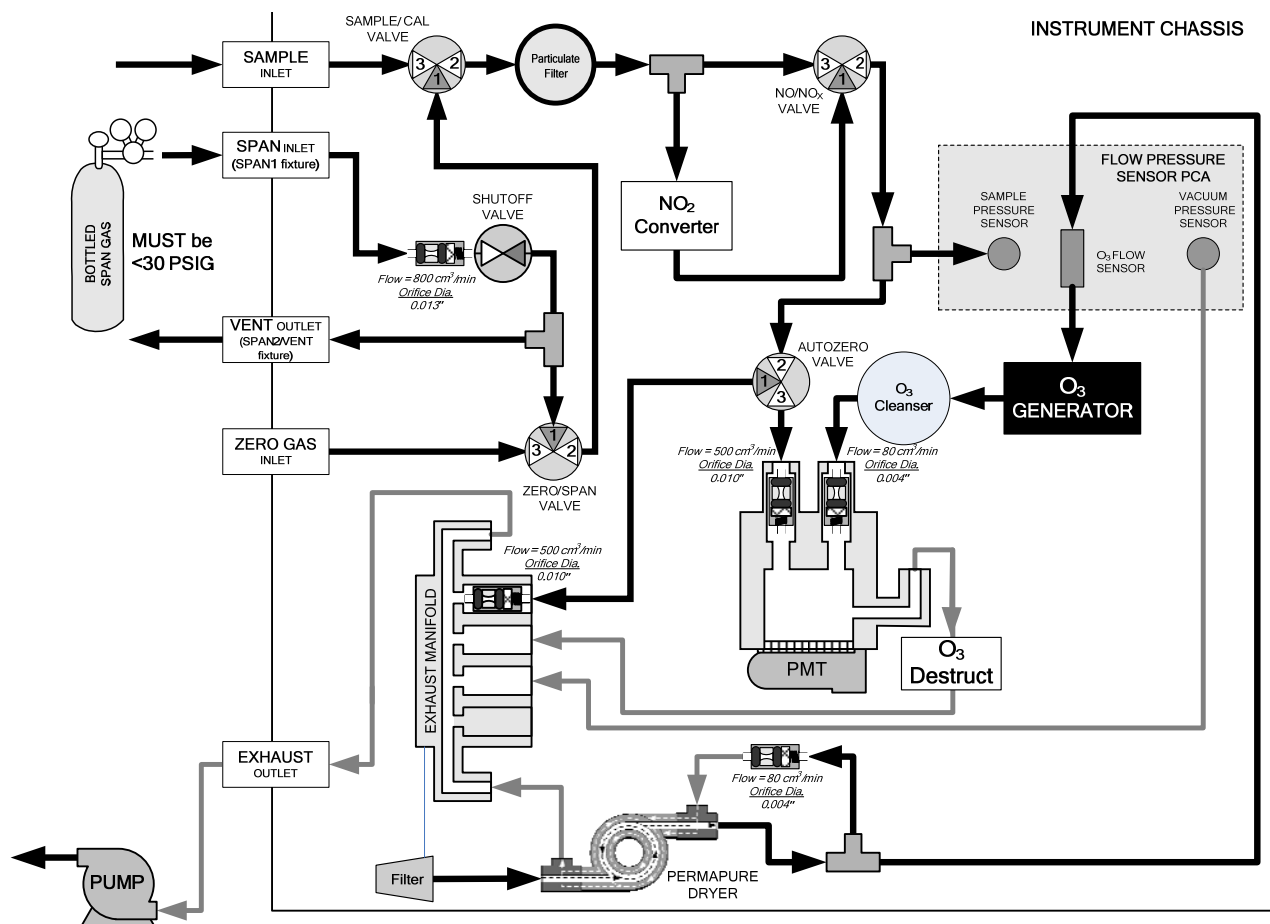 INSTRUMENT CHASSIS
SAMPLE/CAL
VALVE
SAMPLE
INLET
3
2
1
Particulate
Filter
NO/NOX
VALVE
3
2
1
SPAN INLET
(SPAN1 fixture)
BOTTLED
SPAN GAS
MUST be
<30 PSIG
SHUTOFF
VALVE
Flow = 800 cm3/min
Orifice Dia.
0.013"
NO2
Converter
FLOW PRESSURE
SENSOR PCA
SAMPLE
PRESSURE
SENSOR
VACUUM
PRESSURE
SENSOR
O3 FLOW
SENSOR
VENT OUTLET
(SPAN2/VENT
fixture)
AUTOZERO
VALVE
2
1
3
O3
Cleanser
O3
GENERATOR
ZERO GAS
INLET
1
3
2
ZERO/SPAN
VALVE
Flow = 500 cm3/min
Orifice Dia.
0.010"
Flow = 80 cm3/min
Orifice Dia.
0.004"
Flow = 500 cm3/min
Orifice Dia.
0.010"
EXHAUST MANIFOLD
PMT
O3
Destruct
EXHAUST
OUTLET
Flow = 80 cm3/min
Orifice Dia.
0.004"
PUMP
Filter
PERMAPURE
DRYER